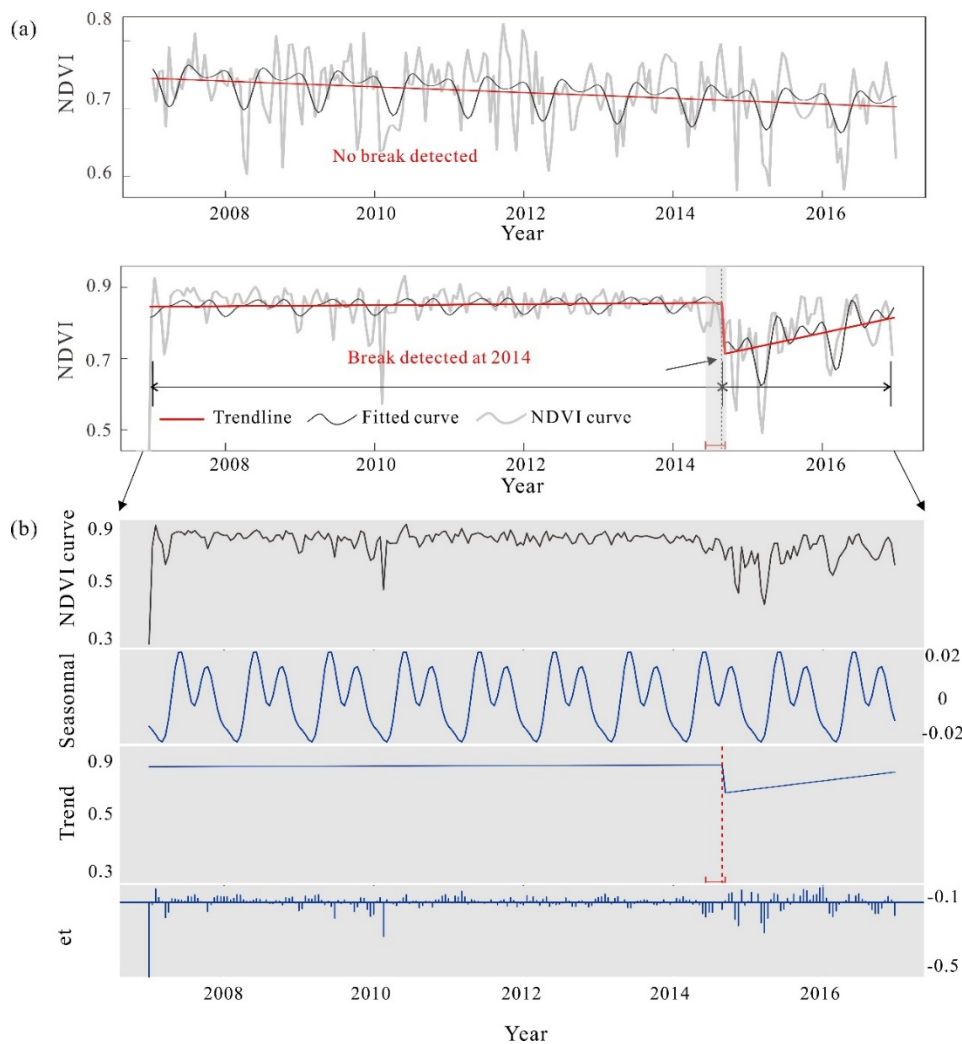 (a)
NDVI
0.8
0.7
0.6
No break detected
2008 2010 2012 2014 2016
Year
NDVI
0.9
0.7
0.5
Break detected at 2014
Trendline Fitted curve NDVI curve
2008 2010 2012 2014 2016
Year
(b)
NDVI curve
0.9
0.5
0.3
Seasonnal
0.02
0
-0.02
Trend
0.9
0.5
0.3
et
-0.1
-0.5
2008 2010 2012 2014 2016
Year